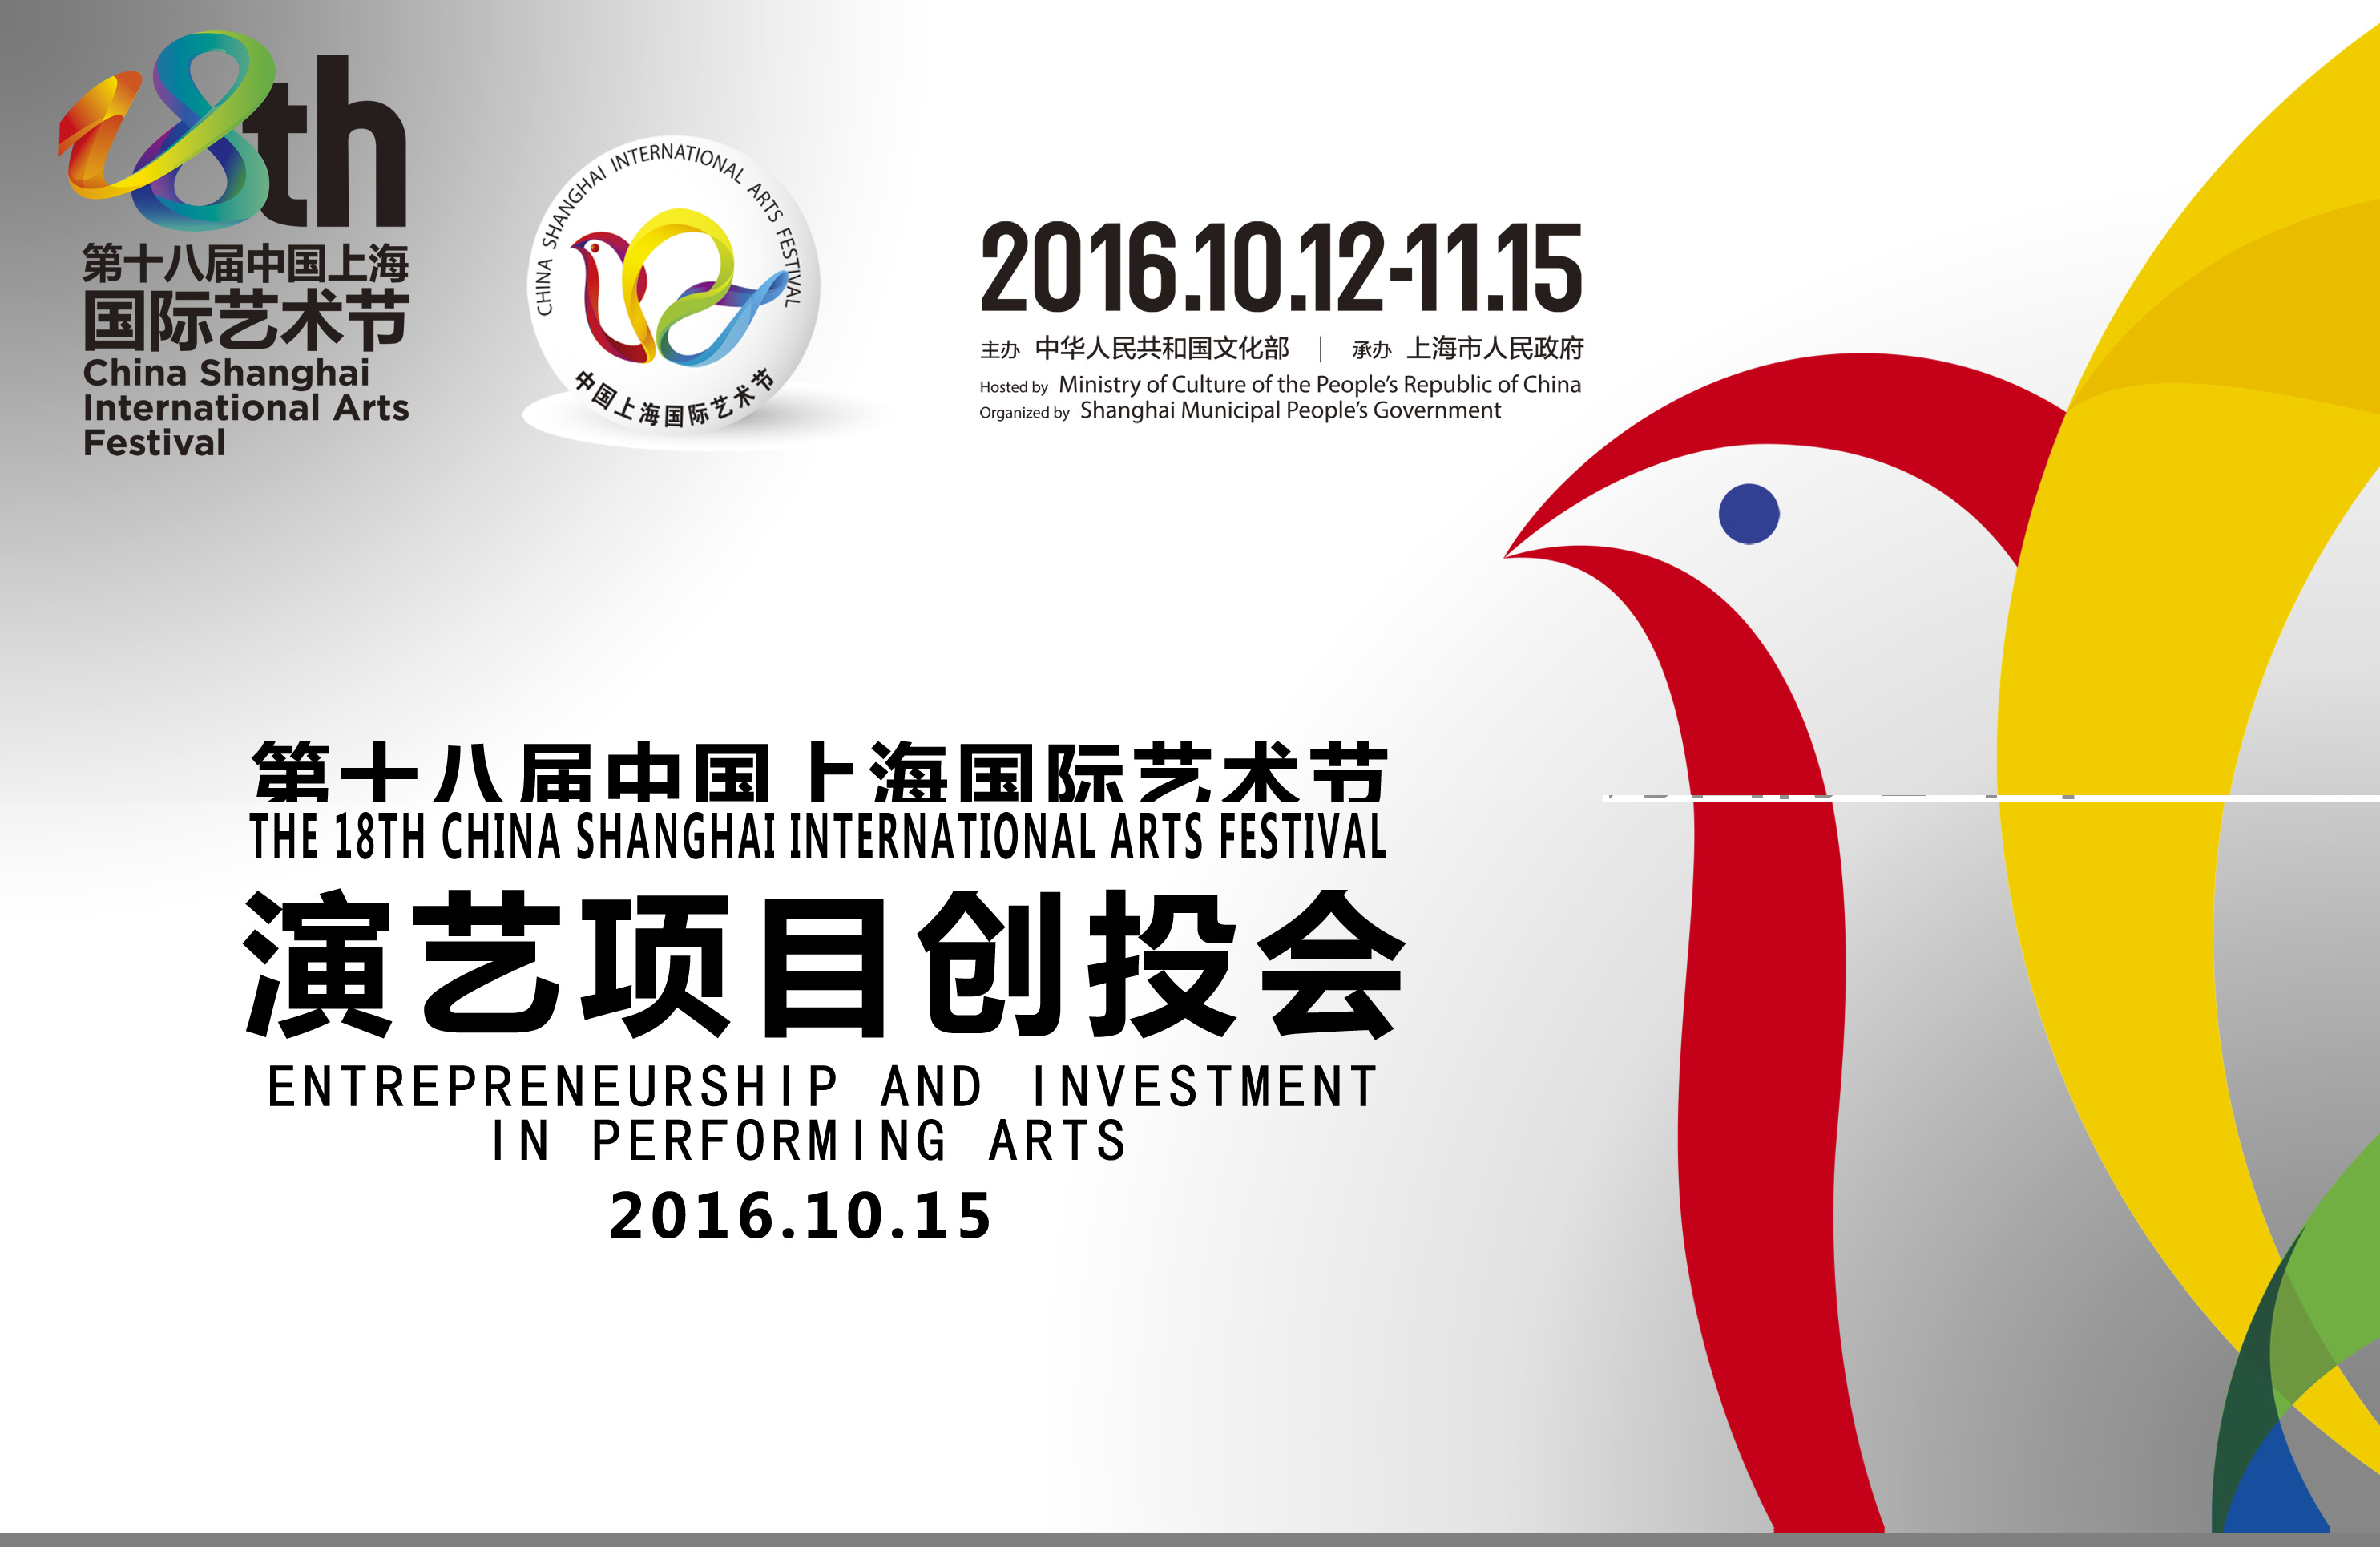 18th
第十八届中国上海
国际艺术节
China Shanghai
International Arts
Festival
CHINA SHANGHAI INTERNATIONAL ARTS FESTIVAL
中国上海国际艺术节
2016.10.12-11.15
主办 中华人民共和国文化部 | 承办 上海市人民政府
Hosted by Ministry of Culture of the People's Republic of China
Organized by Shanghai Municipal People's Government
第十八届中国上海国际艺术节
THE 18TH CHINA SHANGHAI INTERNATIONAL ARTS FESTIVAL
演艺项目创投会
ENTREPRENEURSHIP AND INVESTMENT
IN PERFORMING ARTS
2016.10.15